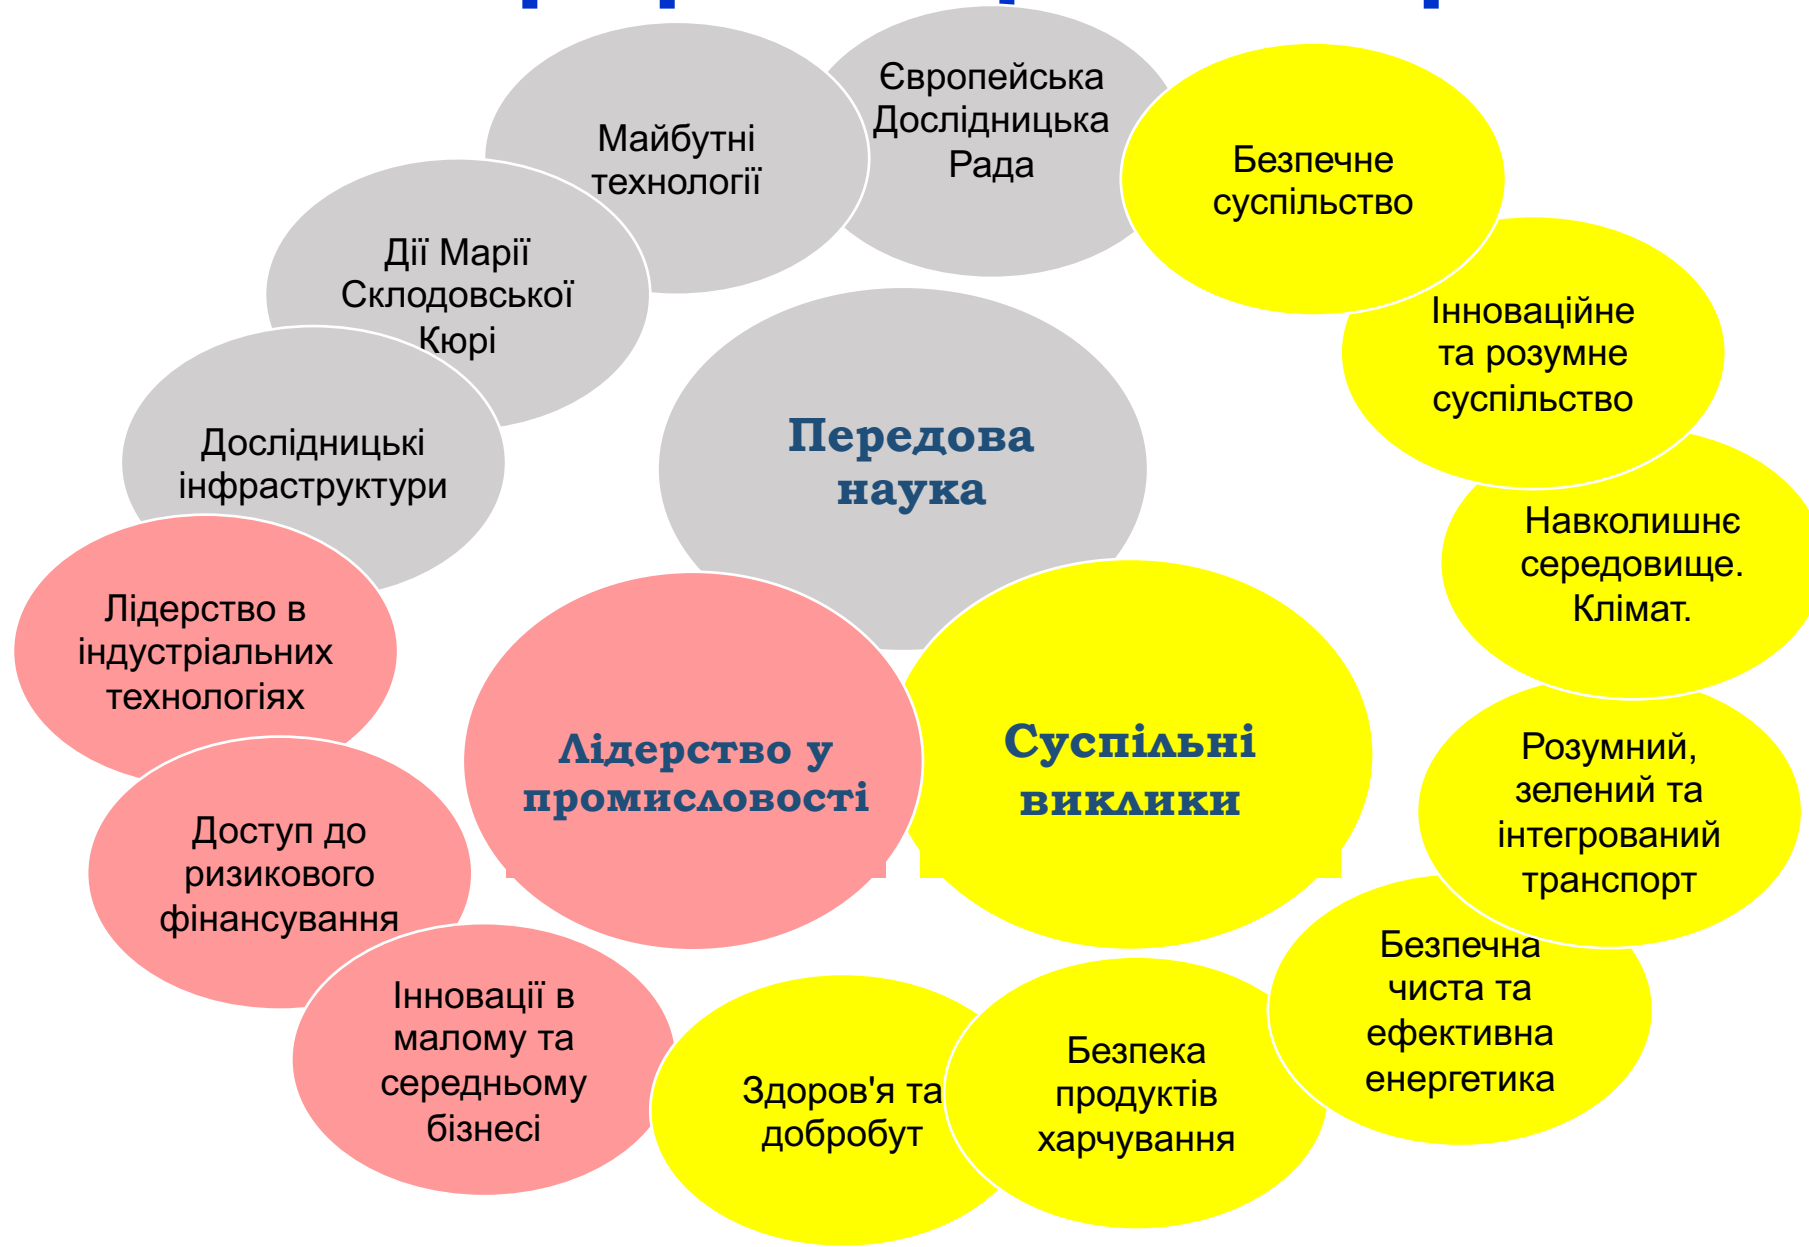 Європейська
Дослідницька
Рада
Майбутні
технології
Безпечне
суспільство
Дії Марії
Склодовської
Кюрі
Інноваційне
та розумне
суспільство
Дослідницькі
інфраструктури
Передова
наука
Навколишнє
середовище.
Клімат.
Лідерство в
індустріальних
технологіях
Лідерство у
промисловості
Суспільні
виклики
Розумний,
зелений та
інтегрований
транспорт
Доступ до
ризикового
фінансування
Безпечна
чиста та
ефективна
енергетика
Інновації в
малому та
середньому
бізнесі
Здоров'я та
добробут
Безпека
продуктів
харчування